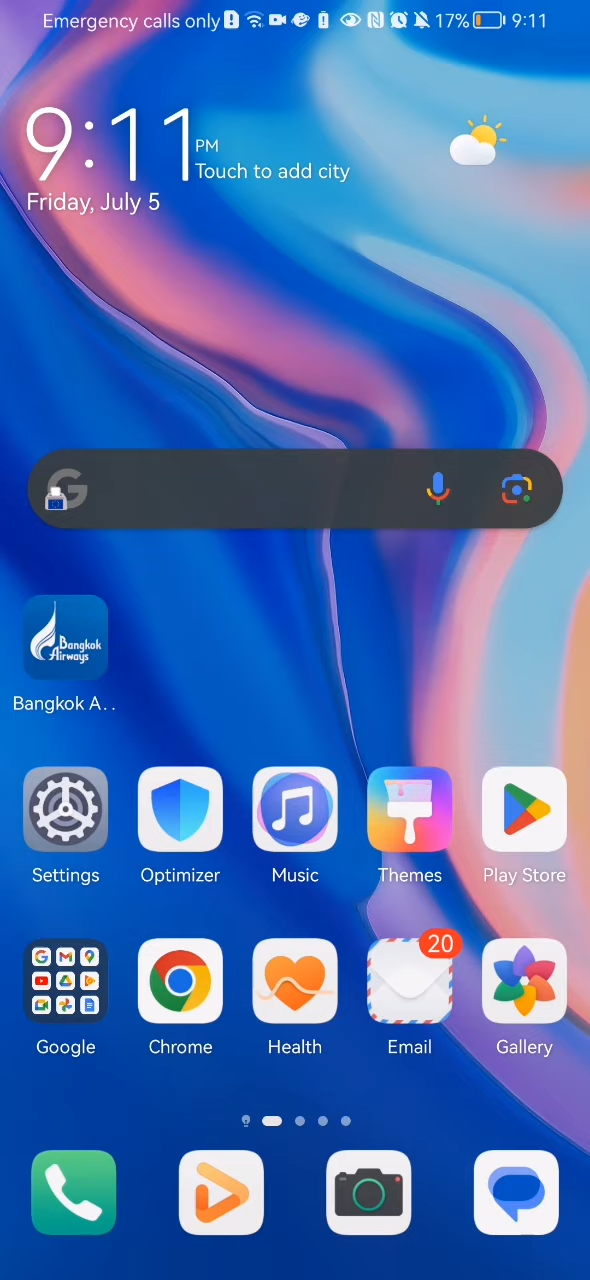 Emergency calls only 17% 9:11
9:11 PM
Touch to add city
Friday, July 5
Bangkok Airways
Bangkok A..
Settings Optimizer Music Themes Play Store
20
Google Chrome Health Email Gallery